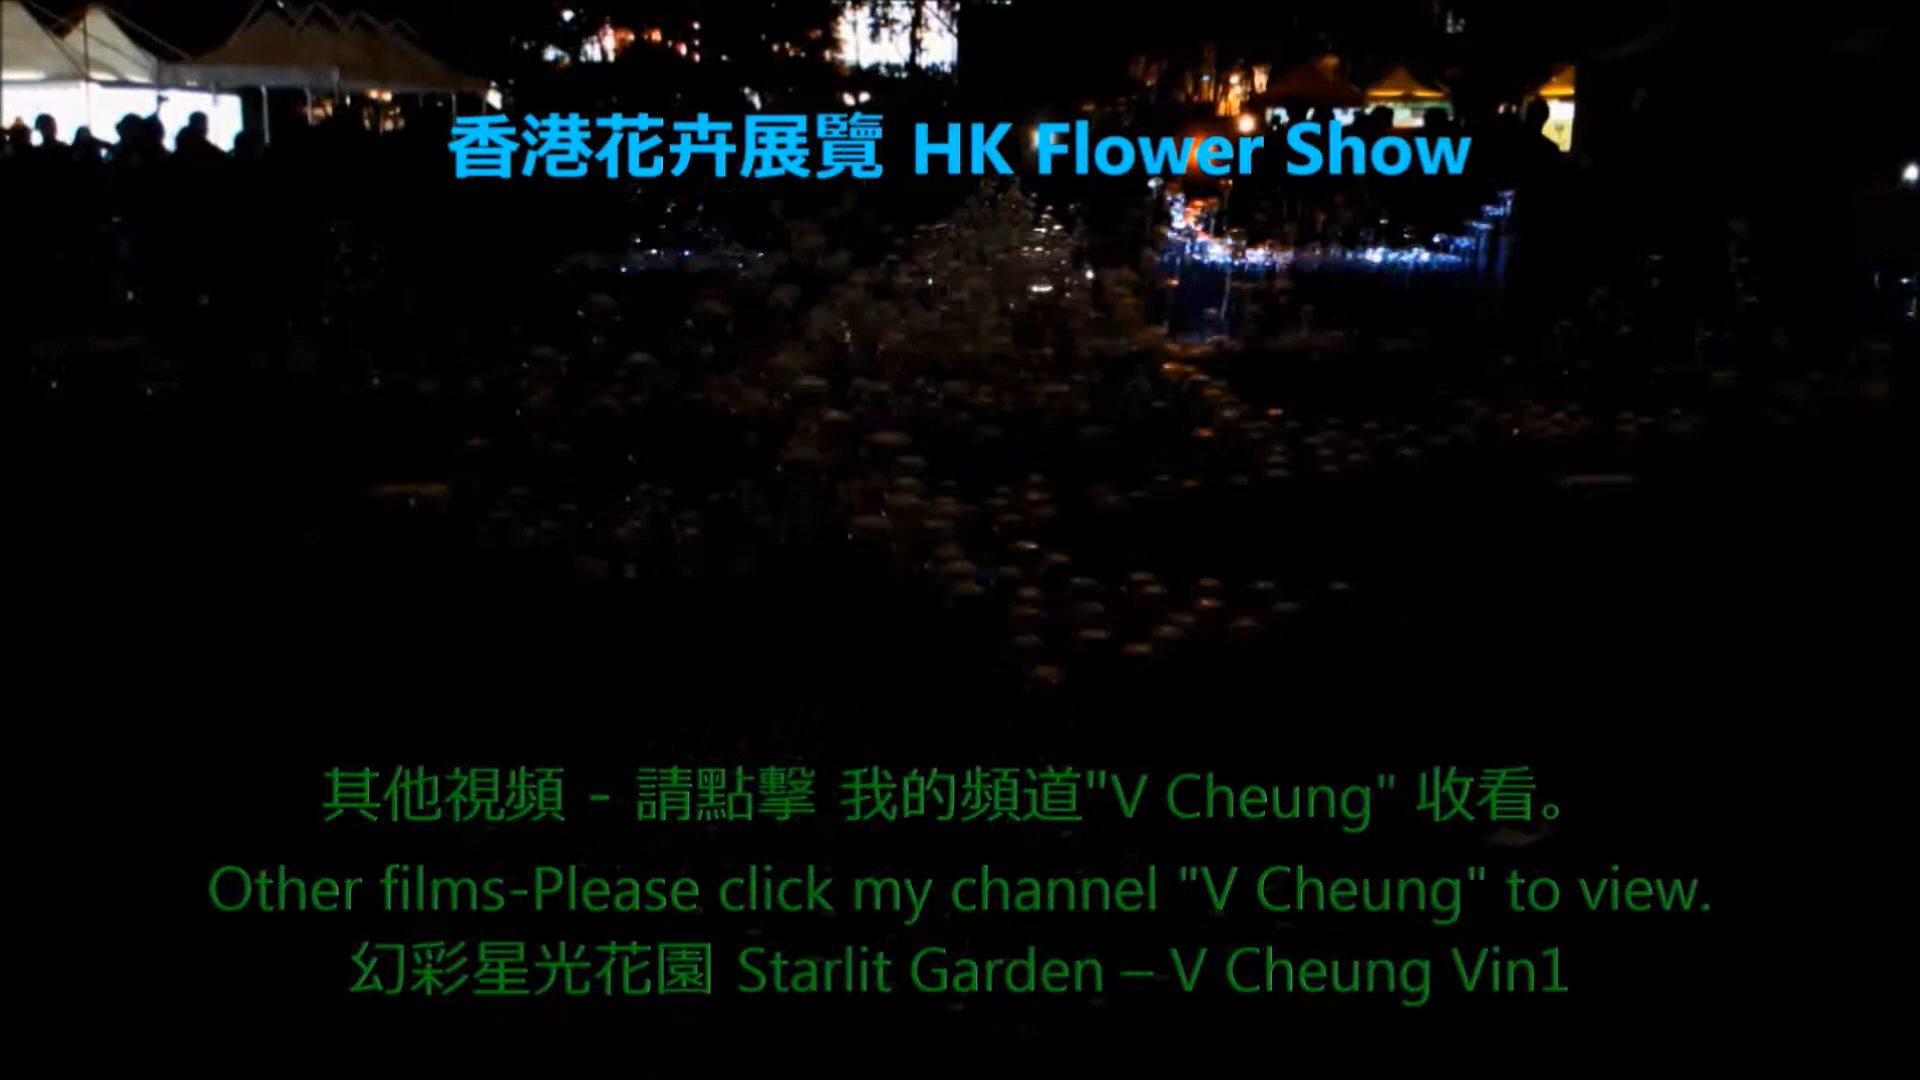 香港花卉展覽 HK Flower Show
其他視頻 - 請點擊 我的頻道"V Cheung" 收看。
Other films-Please click my channel "V Cheung" to view.
幻彩星光花園 Starlit Garden – V Cheung Vin1